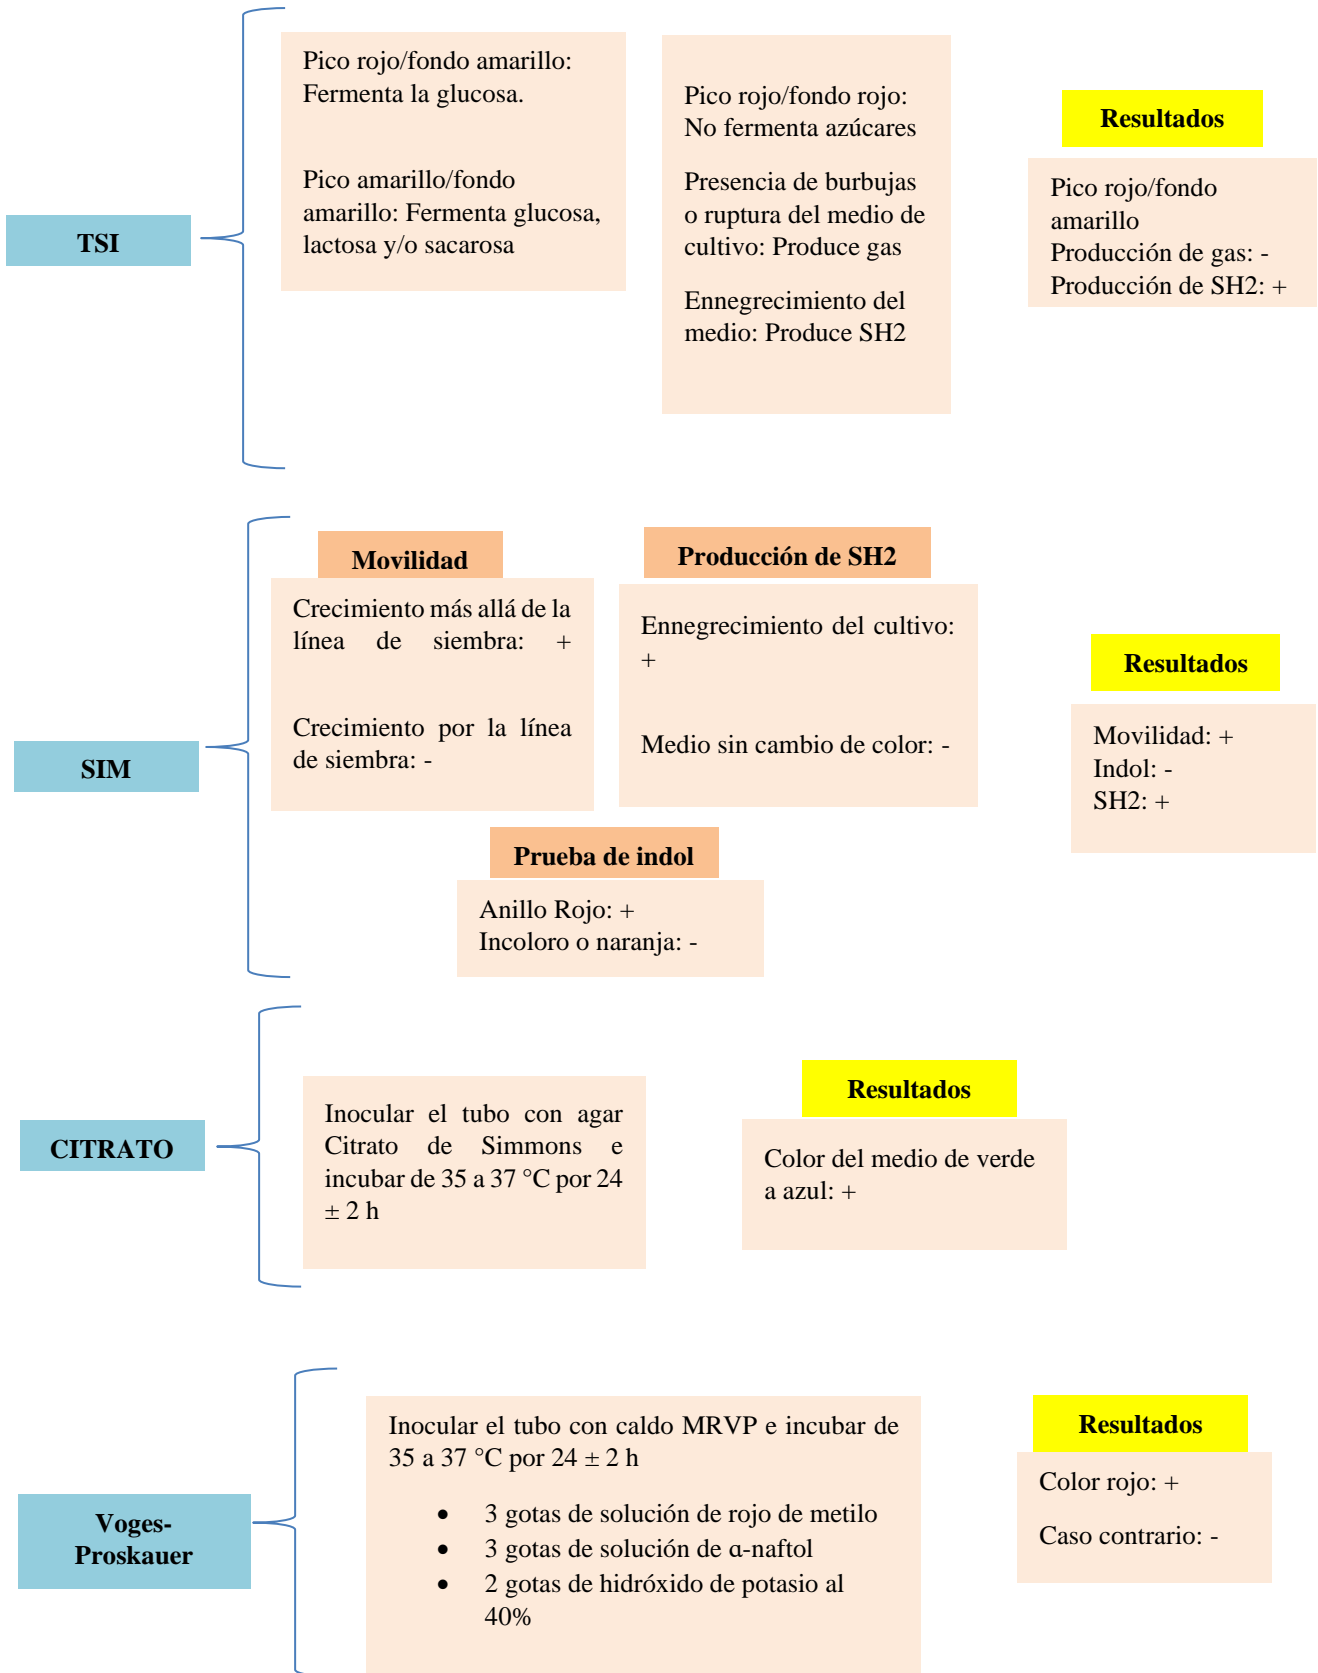 TSI
Pico rojo/fondo amarillo:
Fermenta la glucosa.
Pico amarillo/fondo
amarillo: Fermenta glucosa,
lactosa y/o sacarosa
Pico rojo/fondo rojo:
No fermenta azúcares
Presencia de burbujas
o ruptura del medio de
cultivo: Produce gas
Ennegrecimiento del
medio: Produce SH2
Resultados
Pico rojo/fondo
amarillo
Producción de gas: -
Producción de SH2: +
SIM
Movilidad
Crecimiento más allá de la
línea de siembra: +
Crecimiento por la línea
de siembra: -
Producción de SH2
Ennegrecimiento del cultivo:
+
Medio sin cambio de color: -
Prueba de indol
Anillo Rojo: +
Incoloro o naranja: -
Resultados
Movilidad: +
Indol: -
SH2: +
CITRATO
Inocular el tubo con agar
Citrato de Simmons e
incubar de 35 a 37 °C por 24
± 2 h
Resultados
Color del medio de verde
a azul: +
Voges-
Proskauer
Inocular el tubo con caldo MRVP e incubar de
35 a 37 °C por 24 ± 2 h
• 3 gotas de solución de rojo de metilo
• 3 gotas de solución de α-naftol
• 2 gotas de hidróxido de potasio al
40%
Resultados
Color rojo: +
Caso contrario: -